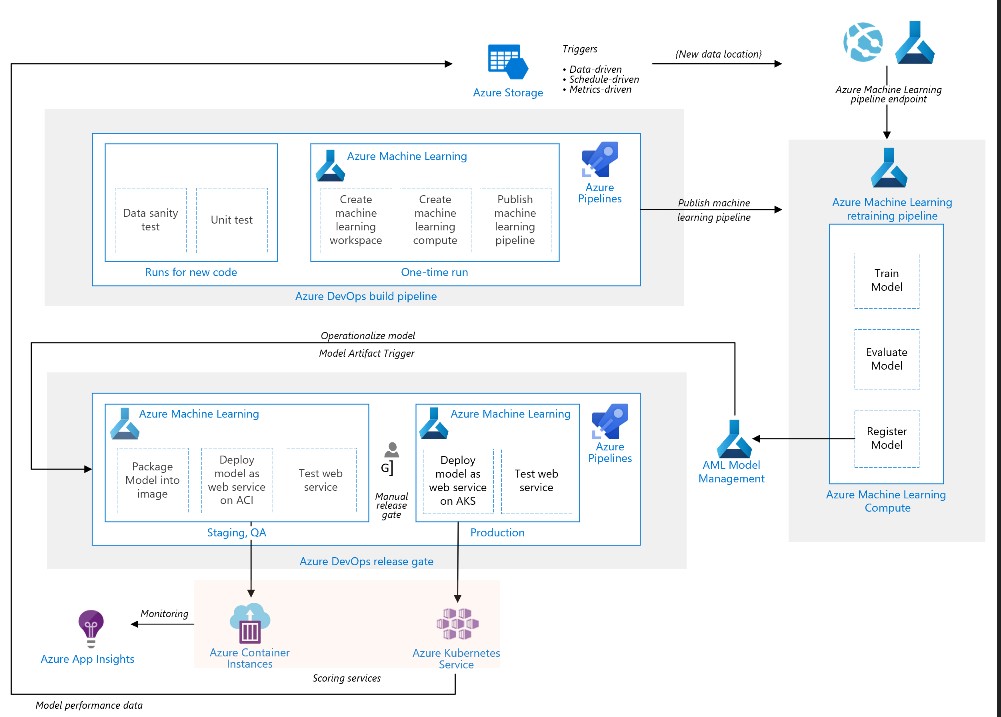 Triggers
• Data-driven
• Schedule-driven
• Metrics-driven
Azure Storage
(New data location)
Azure Machine Learning
pipeline endpoint
Data sanity
test
Unit test
Runs for new code
Azure Machine Learning
Create
machine
learning
workspace
Create
machine
learning
compute
Publish
machine
learning
pipeline
One-time run
Azure
Pipelines
Azure DevOps build pipeline
Publish machine
learning pipeline
Azure Machine Learning
retraining pipeline
Train
Model
Evaluate
Model
Register
Model
Azure Machine Learning
Compute
Operationalize model
Model Artifact Trigger
AML Model
Management
Azure Machine Learning
Package
Model into
image
Deploy
model as
web service
on ACI
Test web
service
Staging, QA
G]
Manual
release
gate
Azure Machine Learning
Deploy
model as
web service
on AKS
Test web
service
Production
Azure
Pipelines
Azure DevOps release gate
Monitoring
Azure App Insights
Azure Container
Instances
Azure Kubernetes
Service
Scoring services
Model performance data